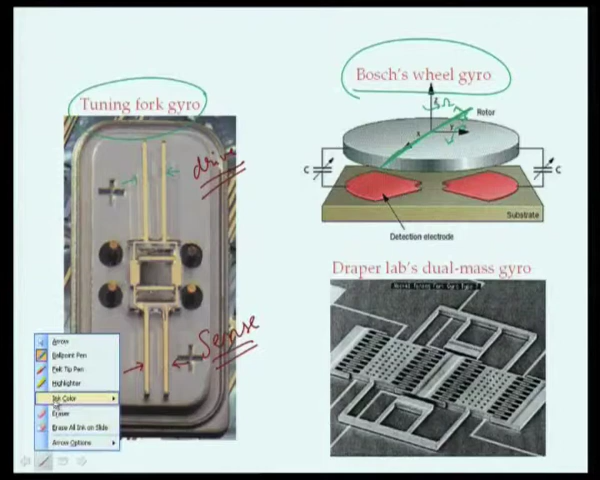 Bosch's wheel gyro
Tuning fork gyro
drive
Ω
Rotor
C
C
Substrate
Detection electrode
Draper lab's dual-mass gyro
Sense
Arrow
Ballpoint Pen
Felt Tip Pen
Highlighter
Ink Color
Eraser
Erase All Ink on Slide
Arrow Options